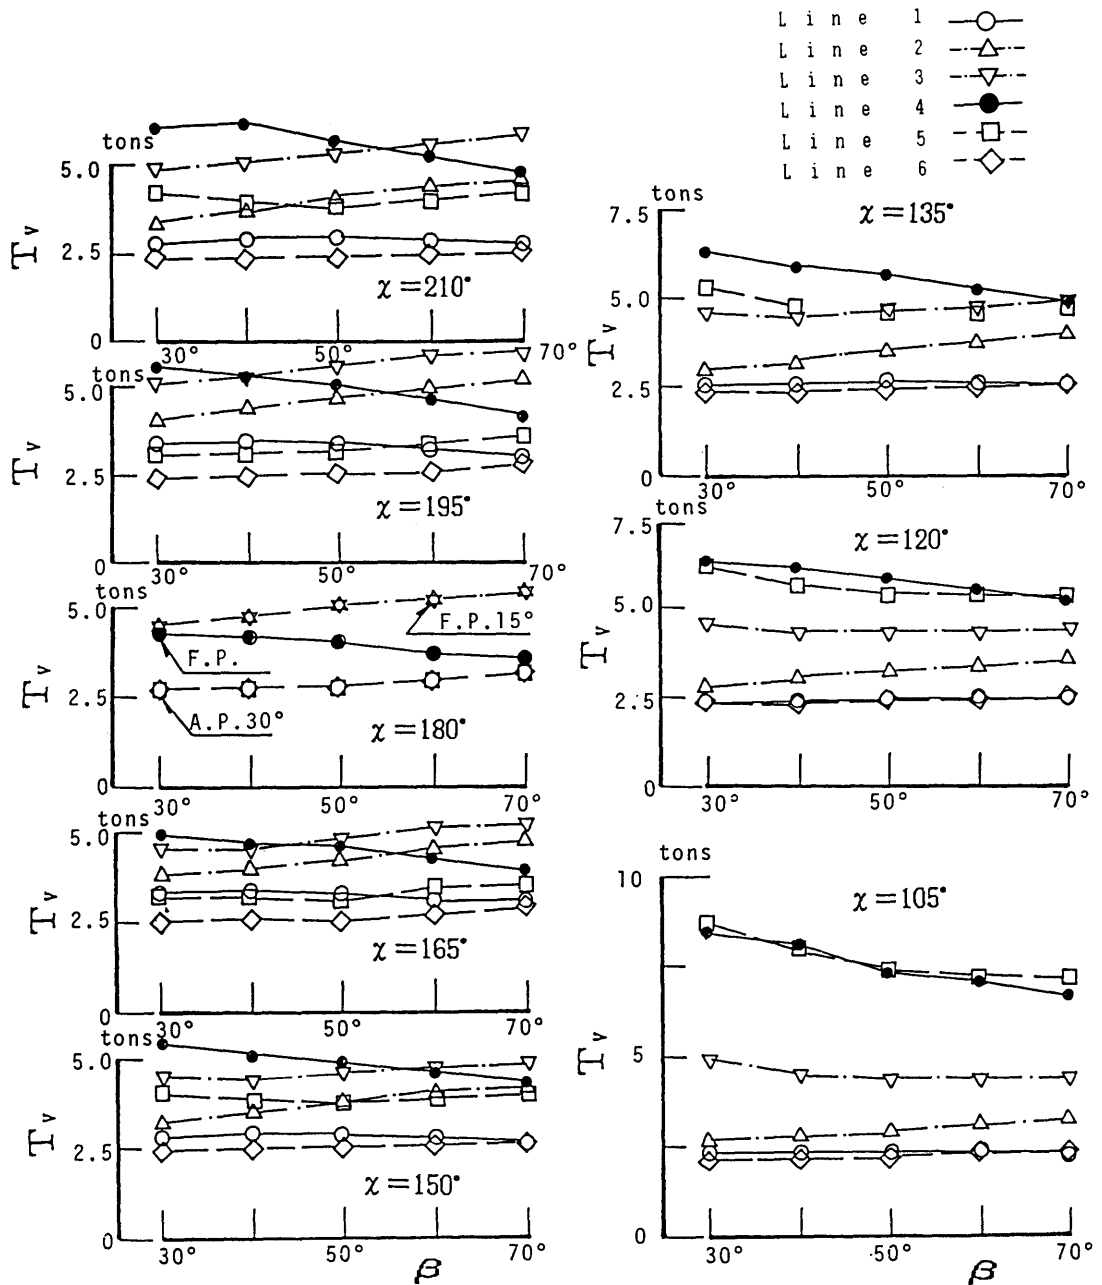 Line 1
Line 2
Line 3
Line 4
Line 5
Line 6
tons
5.0
2.5
0
Tv
χ=210°
30° 50° 70°
tons
5.0
2.5
0
Tv
χ=195°
30° 50° 70°
tons
5.0
2.5
0
Tv
F.P.
F.P.15°
A.P.30°
χ=180°
30° 50° 70°
tons
5.0
2.5
0
Tv
χ=165°
30° 50° 70°
tons
5.0
2.5
0
Tv
χ=150°
30° 50° 70°
β
tons
7.5
5.0
2.5
0
Tv
χ=135°
30° 50° 70°
tons
7.5
5.0
2.5
0
Tv
χ=120°
30° 50° 70°
tons
10
5
0
Tv
χ=105°
30° 50° 70°
β